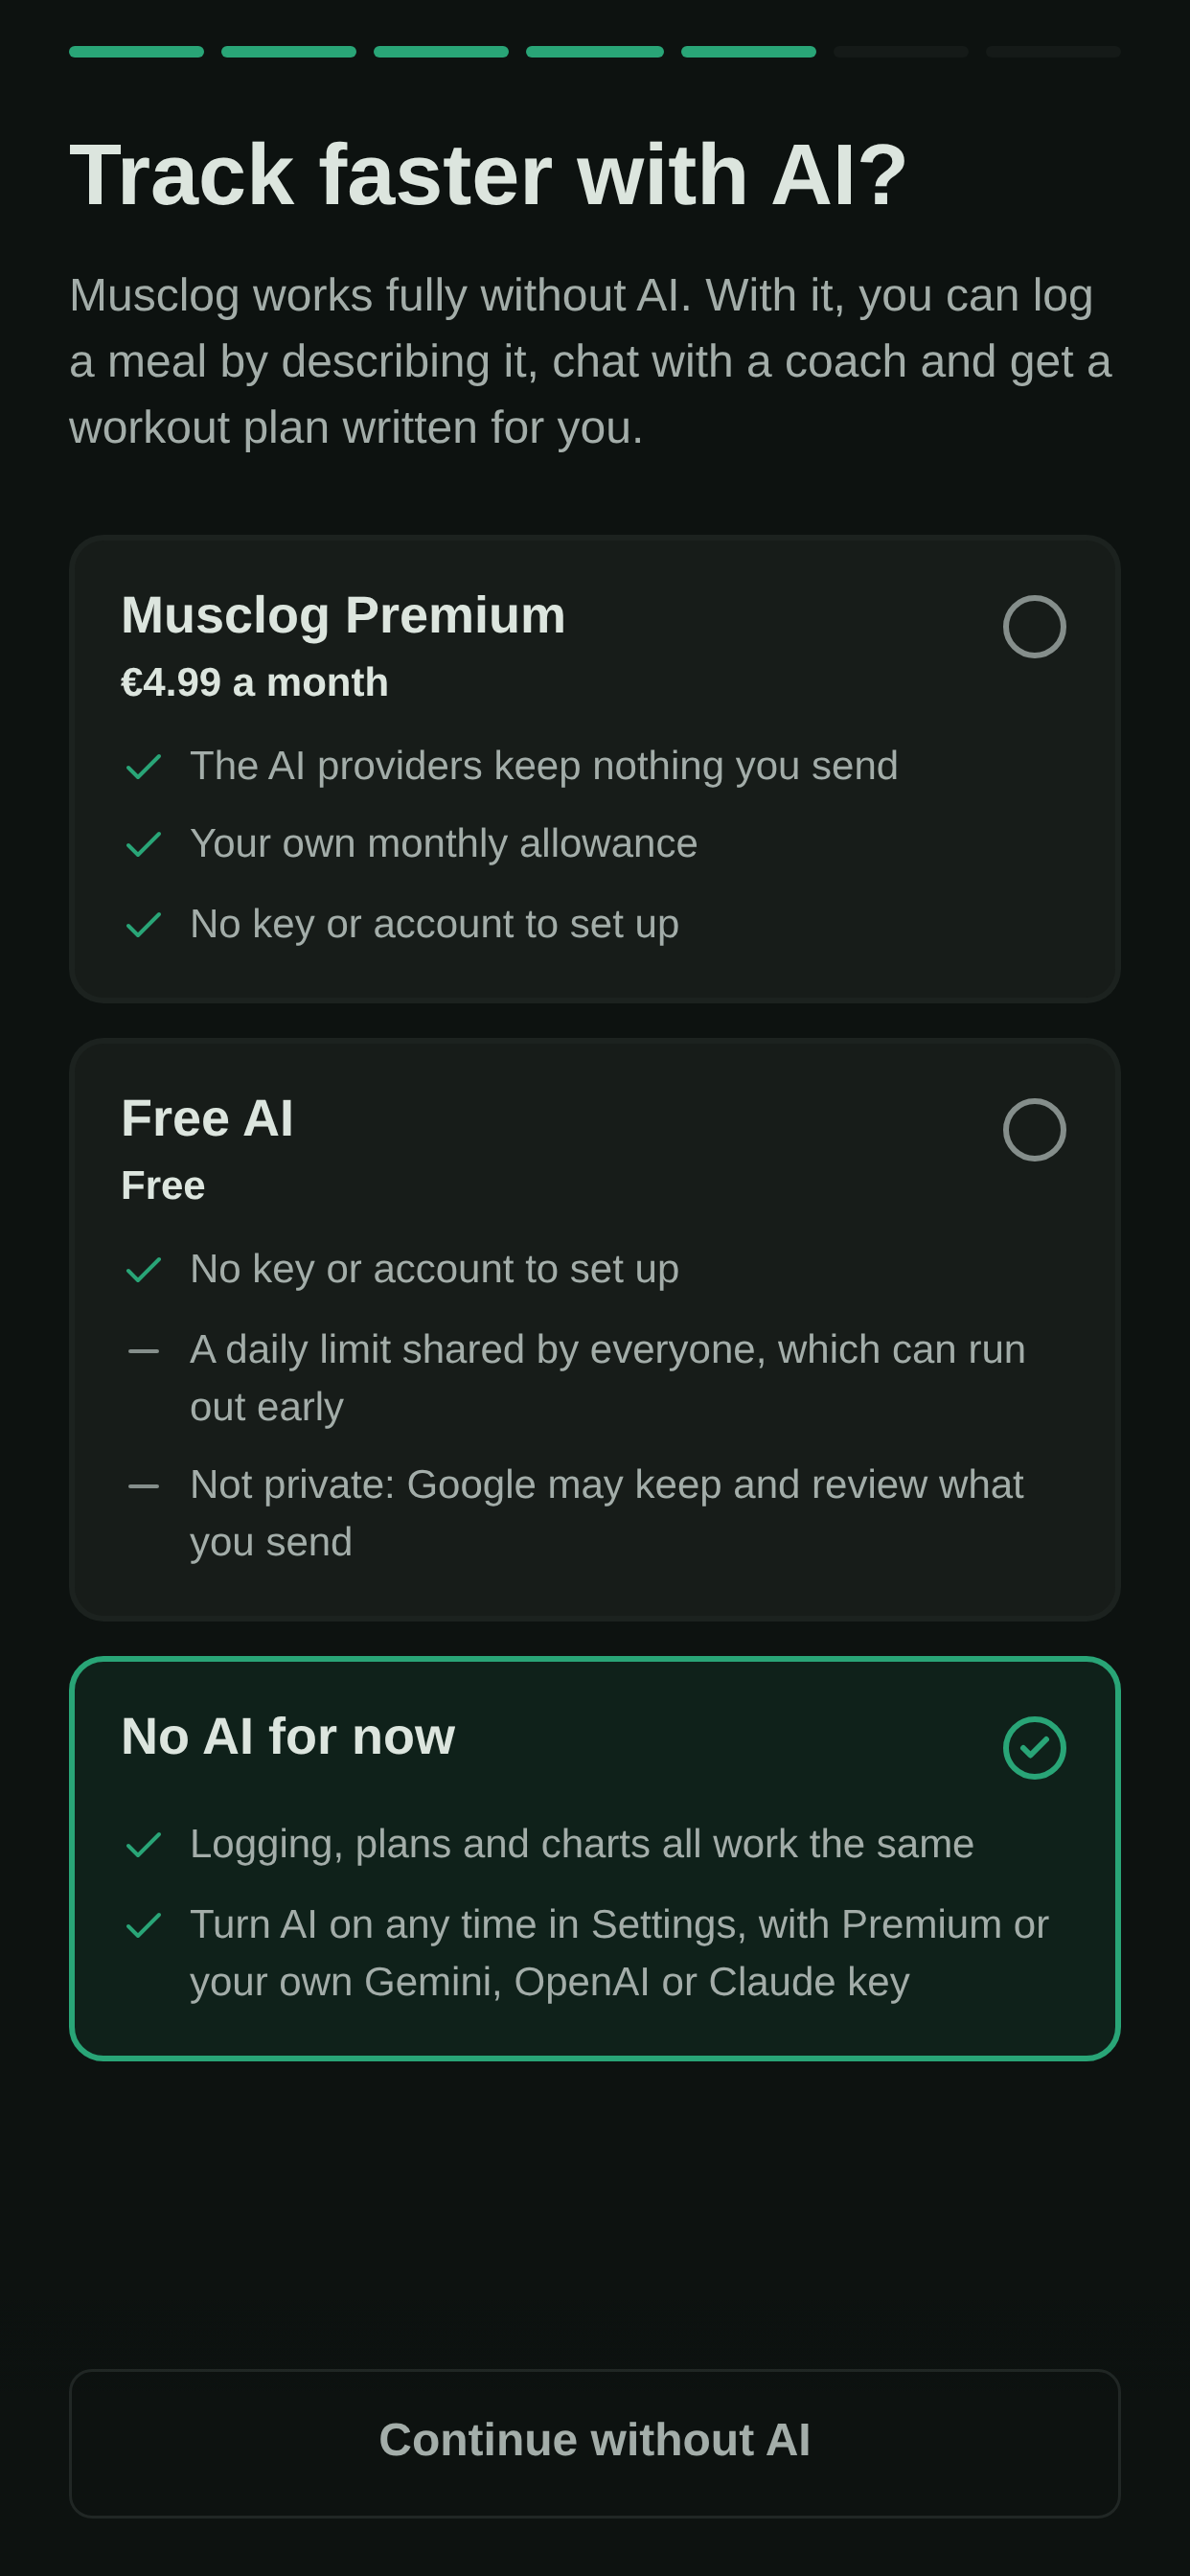 Track faster with AI?
Musclog works fully without AI. With it, you can log
a meal by describing it, chat with a coach and get a
workout plan written for you.
Musclog Premium
€4.99 a month
The AI providers keep nothing you send
Your own monthly allowance
No key or account to set up
Free AI
Free
No key or account to set up
A daily limit shared by everyone, which can run
out early
Not private: Google may keep and review what
you send
No AI for now
Logging, plans and charts all work the same
Turn AI on any time in Settings, with Premium or
your own Gemini, OpenAI or Claude key
Continue without AI